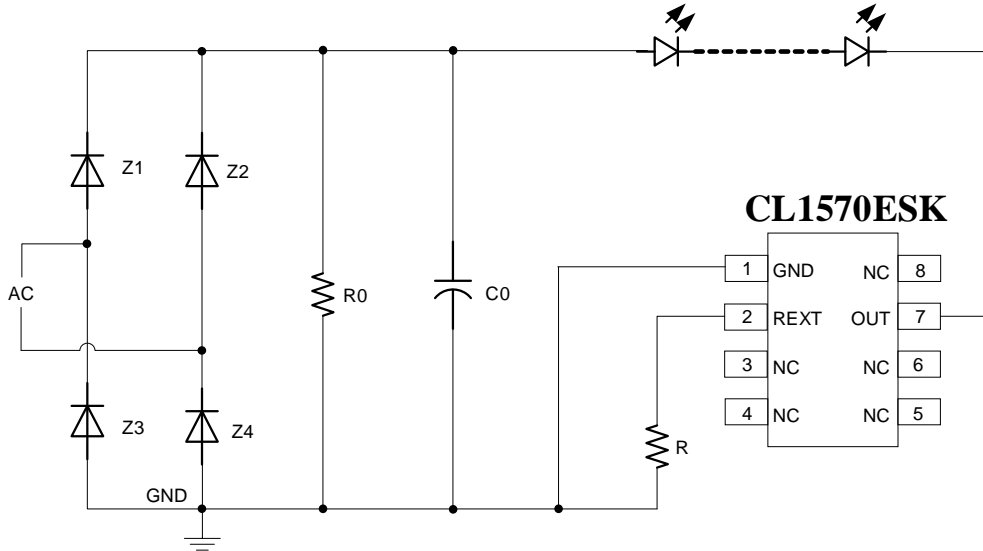 Z1
Z2
CL1570ESK
AC
R0
C0
1 GND NC 8
2 REXT OUT 7
3 NC NC 6
4 NC NC 5
Z3
Z4
R
GND